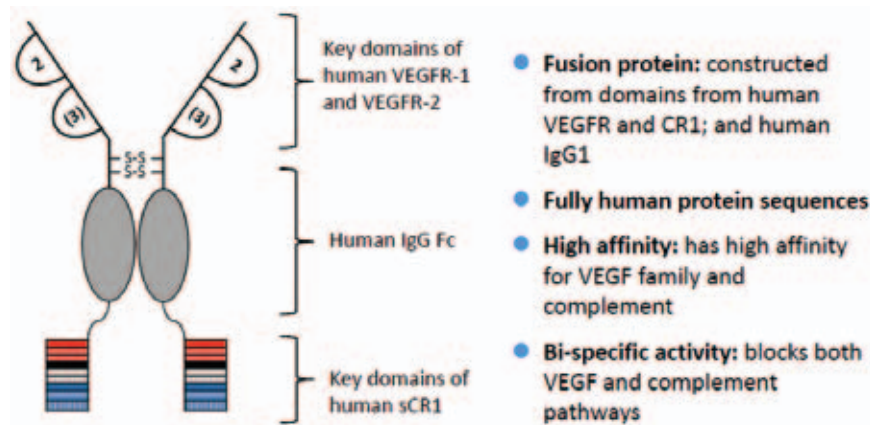 2
2
(3)
(3)
S-S
S-S
Key domains of
human VEGFR-1
and VEGFR-2
Human IgG Fc
Key domains of
human sCR1
Fusion protein: constructed
from domains from human
VEGFR and CR1; and human
IgG1
Fully human protein sequences
High affinity: has high affinity
for VEGF family and
complement
Bi-specific activity: blocks both
VEGF and complement
pathways